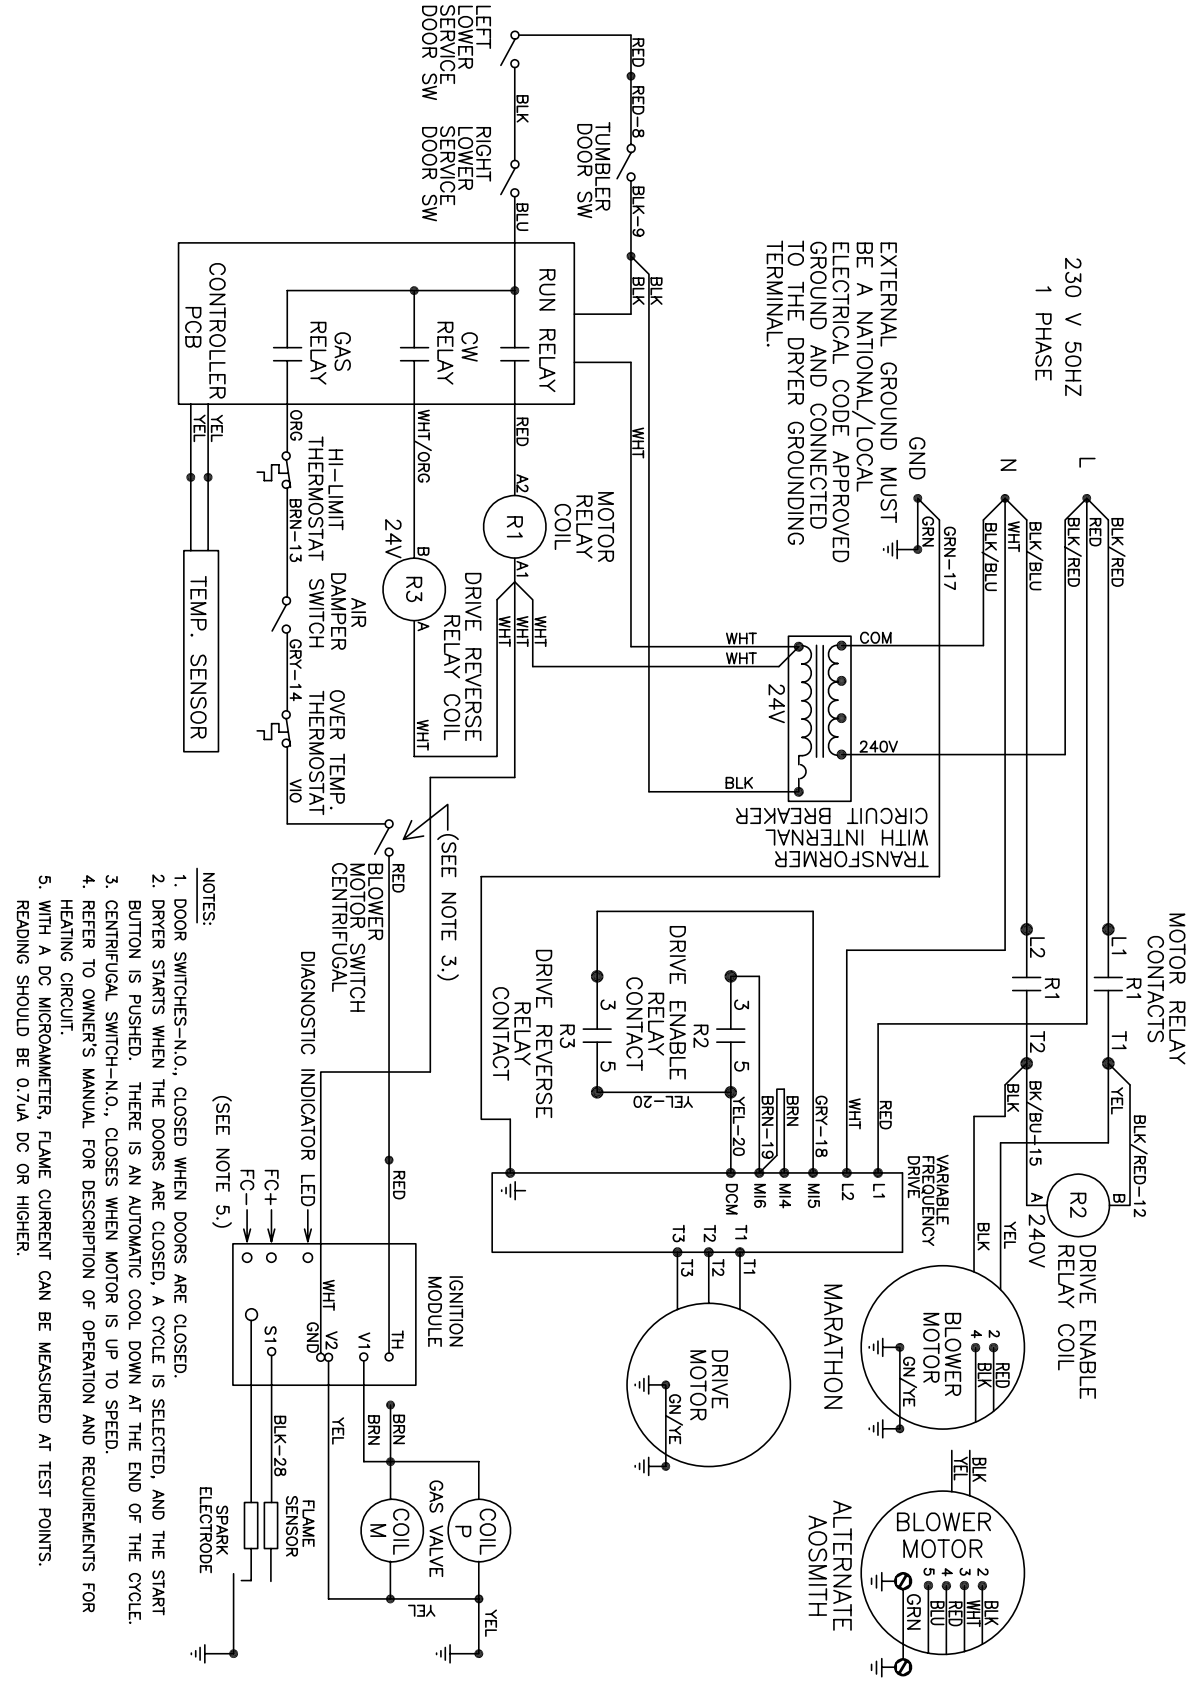 230 V 50HZ
1 PHASE
L
N
GND
EXTERNAL GROUND MUST
BE A NATIONAL/LOCAL
ELECTRICAL CODE APPROVED
GROUND AND CONNECTED
TO THE DRYER GROUNDING
TERMINAL.
BLK/RED
RED
BLK/RED
BLK/BLU
WHT
BLK/BLU
GRN-17
GRN
MOTOR RELAY
CONTACTS
L1
R1
T1
L2
R1
T2
YEL
BLK/RED-12
BK/BU-15
BLK
B
R2
A
240V
DRIVE ENABLE
RELAY COIL
YEL
BLK
BLOWER
MOTOR
2
4
RED
BLK
GN/YE
MARATHON
BLK
YEL
BLOWER
MOTOR
2
3
4
5
BLK
WHT
RED
BLU
GRN
ALTERNATE
AOSMITH
COM
240V
24V
WHT
WHT
BLK
TRANSFORMER
WITH INTERNAL
CIRCUIT BREAKER
LEFT
LOWER
SERVICE
DOOR SW
RED
RED-8
TUMBLER
DOOR SW
BLK-9
BLK
BLK
BLK
RIGHT
LOWER
SERVICE
DOOR SW
BLU
RUN RELAY
CW
RELAY
GAS
RELAY
CONTROLLER
PCB
WHT
RED
A2
R1
A1
MOTOR
RELAY
COIL
WHT
WHT
WHT
WHT/ORG
B
R3
A
24V
DRIVE REVERSE
RELAY COIL
WHT
ORG
HI-LIMIT
THERMOSTAT
BRN-13
AIR
DAMPER
SWITCH
GRY-14
OVER TEMP.
THERMOSTAT
VIO
YEL
YEL
TEMP. SENSOR
(SEE NOTE 3.)
RED
BLOWER
MOTOR SWITCH
CENTRIFUGAL
RED
3
5
R2
DRIVE ENABLE
RELAY
CONTACT
3
5
R3
DRIVE REVERSE
RELAY
CONTACT
YEL-20
YEL-20
BRN-19
BRN
GRY-18
WHT
RED
VARIABLE
FREQUENCY
DRIVE
L1
L2
MI5
MI4
MI6
DCM
T1
T2
T3
T1
T2
T3
DRIVE
MOTOR
GN/YE
DIAGNOSTIC INDICATOR LED
FC+
FC-
(SEE NOTE 5.)
IGNITION
MODULE
WHT
TH
V1
V2
GND
S1
BRN
BRN
YEL
BLK-28
GAS VALVE
COIL
P
COIL
M
YEL
YEL
FLAME
SENSOR
SPARK
ELECTRODE
NOTES:
1. DOOR SWITCHES-N.O., CLOSED WHEN DOORS ARE CLOSED.
2. DRYER STARTS WHEN THE DOORS ARE CLOSED, A CYCLE IS SELECTED, AND THE START
BUTTON IS PUSHED. THERE IS AN AUTOMATIC COOL DOWN AT THE END OF THE CYCLE.
3. CENTRIFUGAL SWITCH-N.O., CLOSES WHEN MOTOR IS UP TO SPEED.
4. REFER TO OWNER'S MANUAL FOR DESCRIPTION OF OPERATION AND REQUIREMENTS FOR
HEATING CIRCUIT.
5. WITH A DC MICROAMMETER, FLAME CURRENT CAN BE MEASURED AT TEST POINTS.
READING SHOULD BE 0.7uA DC OR HIGHER.